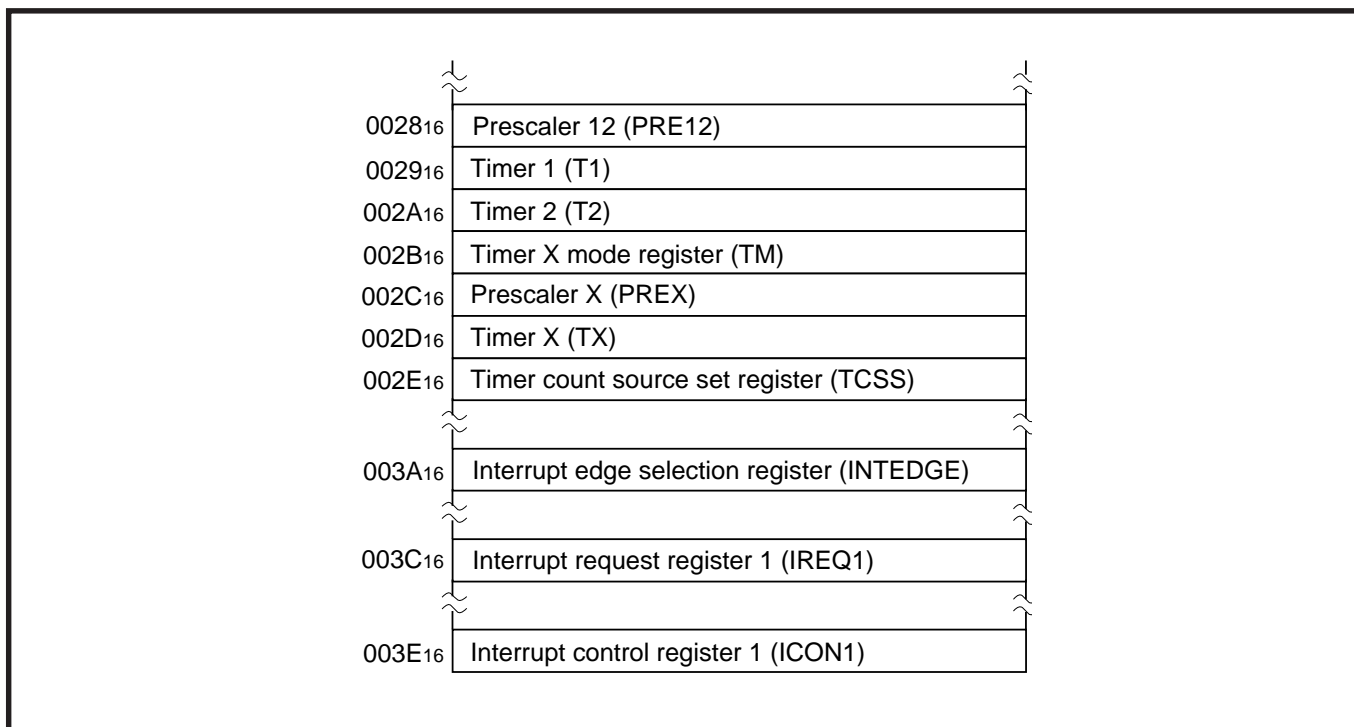 0028₁₆ Prescaler 12 (PRE12)
0029₁₆ Timer 1 (T1)
002A₁₆ Timer 2 (T2)
002B₁₆ Timer X mode register (TM)
002C₁₆ Prescaler X (PREX)
002D₁₆ Timer X (TX)
002E₁₆ Timer count source set register (TCSS)
003A₁₆ Interrupt edge selection register (INTEDGE)
003C₁₆ Interrupt request register 1 (IREQ1)
003E₁₆ Interrupt control register 1 (ICON1)